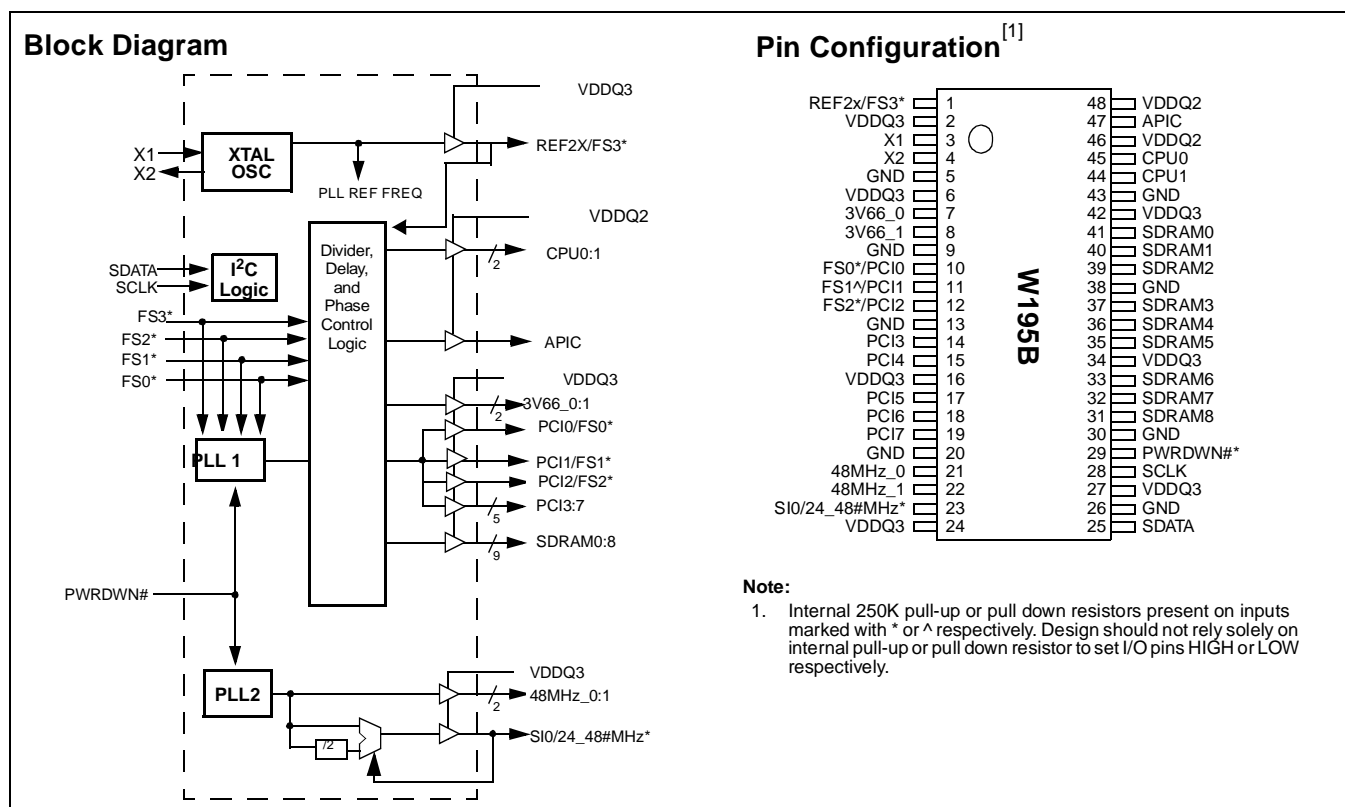 Block Diagram
VDDQ3
REF2X/FS3*
X1
X2
XTAL
OSC
PLL REF FREQ
VDDQ2
Divider,
Delay,
and
Phase
Control
Logic
2
CPU0:1
SDATA
SCLK
I2C
Logic
FS3*
FS2*
FS1*
FS0*
APIC
VDDQ3
3V66_0:1
2
PCI0/FS0*
PLL 1
PCI1/FS1*
PCI2/FS2*
PCI3:7
5
SDRAM0:8
9
PWRDWN#
VDDQ3
PLL2
48MHz_0:1
2
/2
SI0/24_48#MHz*
Pin Configuration[1]
REF2x/FS3* 1 48 VDDQ2
VDDQ3 2 47 APIC
X1 3 46 VDDQ2
X2 4 45 CPU0
GND 5 44 CPU1
VDDQ3 6 43 GND
3V66_0 7 42 VDDQ3
3V66_1 8 41 SDRAM0
GND 9 40 SDRAM1
FS0*/PCI0 10 39 SDRAM2
FS1^/PCI1 11 38 GND
FS2*/PCI2 12 37 SDRAM3
GND 13 36 SDRAM4
PCI3 14 35 SDRAM5
PCI4 15 34 VDDQ3
VDDQ3 16 33 SDRAM6
PCI5 17 32 SDRAM7
PCI6 18 31 SDRAM8
PCI7 19 30 GND
GND 20 29 PWRDWN#*
48MHz_0 21 28 SCLK
48MHz_1 22 27 VDDQ3
SI0/24_48#MHz* 23 26 GND
VDDQ3 24 25 SDATA
W195B
Note:
1. Internal 250K pull-up or pull down resistors present on inputs
marked with * or ^ respectively. Design should not rely solely on
internal pull-up or pull down resistor to set I/O pins HIGH or LOW
respectively.